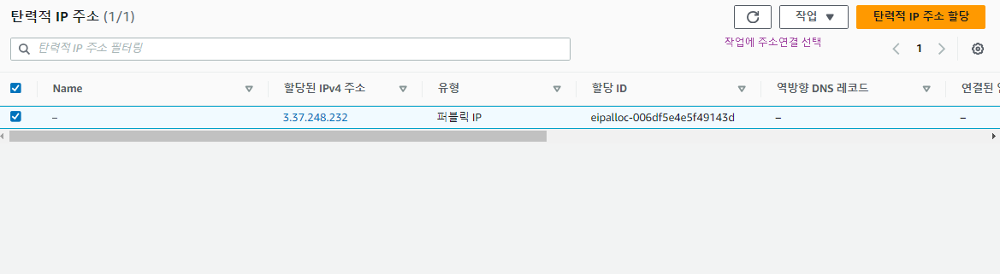 탄력적 IP 주소 (1/1)
작업
탄력적 IP 주소 할당
작업에 주소연결 선택
탄력적 IP 주소 필터링
1
Name
할당된 IPv4 주소
유형
할당 ID
역방향 DNS 레코드
연결된
–
3.37.248.232
퍼블릭 IP
eipalloc-006df5e4e5f49143d
–
–